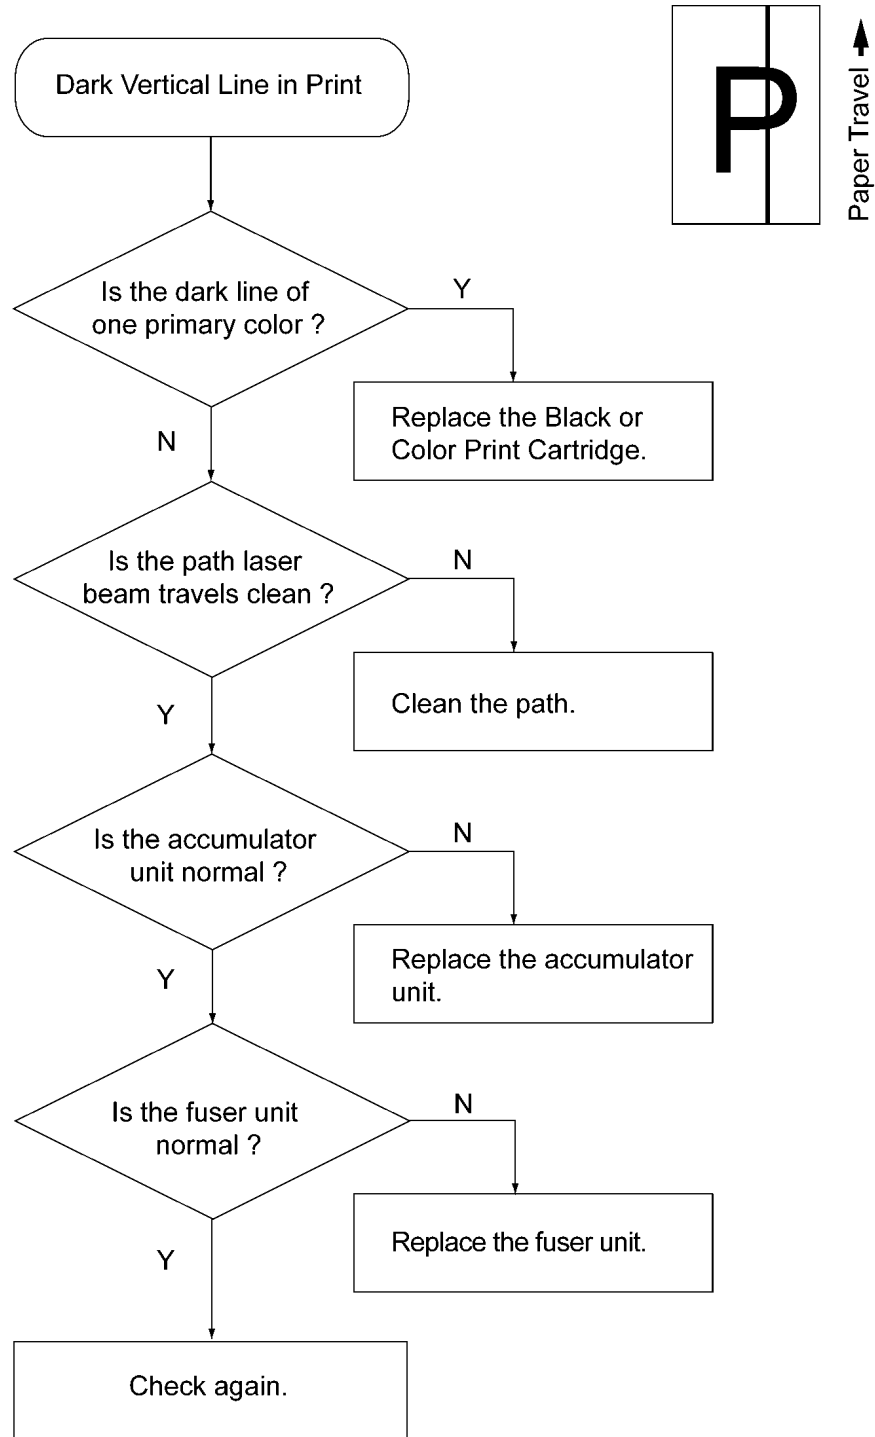 Dark Vertical Line in Print
P
Paper Travel
Is the dark line of
one primary color ?
Y
Replace the Black or
Color Print Cartridge.
N
Is the path laser
beam travels clean ?
N
Clean the path.
Y
Is the accumulator
unit normal ?
N
Replace the accumulator
unit.
Y
Is the fuser unit
normal ?
N
Replace the fuser unit.
Y
Check again.